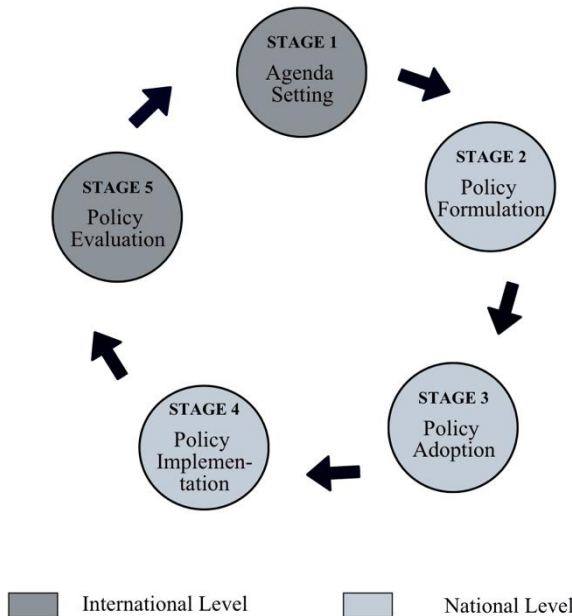 STAGE 1
Agenda
Setting
STAGE 2
Policy
Formulation
STAGE 3
Policy
Adoption
STAGE 4
Policy
Implemen-
tation
STAGE 5
Policy
Evaluation
International Level
National Level